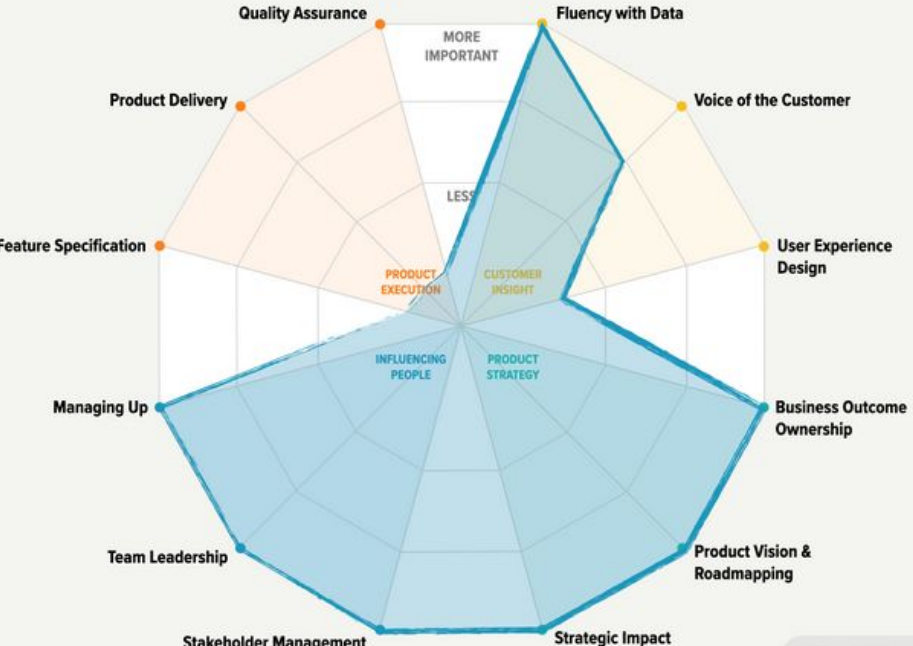 Quality Assurance
Fluency with Data
MORE
IMPORTANT
Product Delivery
Voice of the Customer
LESS
Feature Specification
User Experience
Design
PRODUCT
EXECUTION
CUSTOMER
INSIGHT
INFLUENCING
PEOPLE
PRODUCT
STRATEGY
Managing Up
Business Outcome
Ownership
Team Leadership
Product Vision &
Roadmapping
Stakeholder Management
Strategic Impact